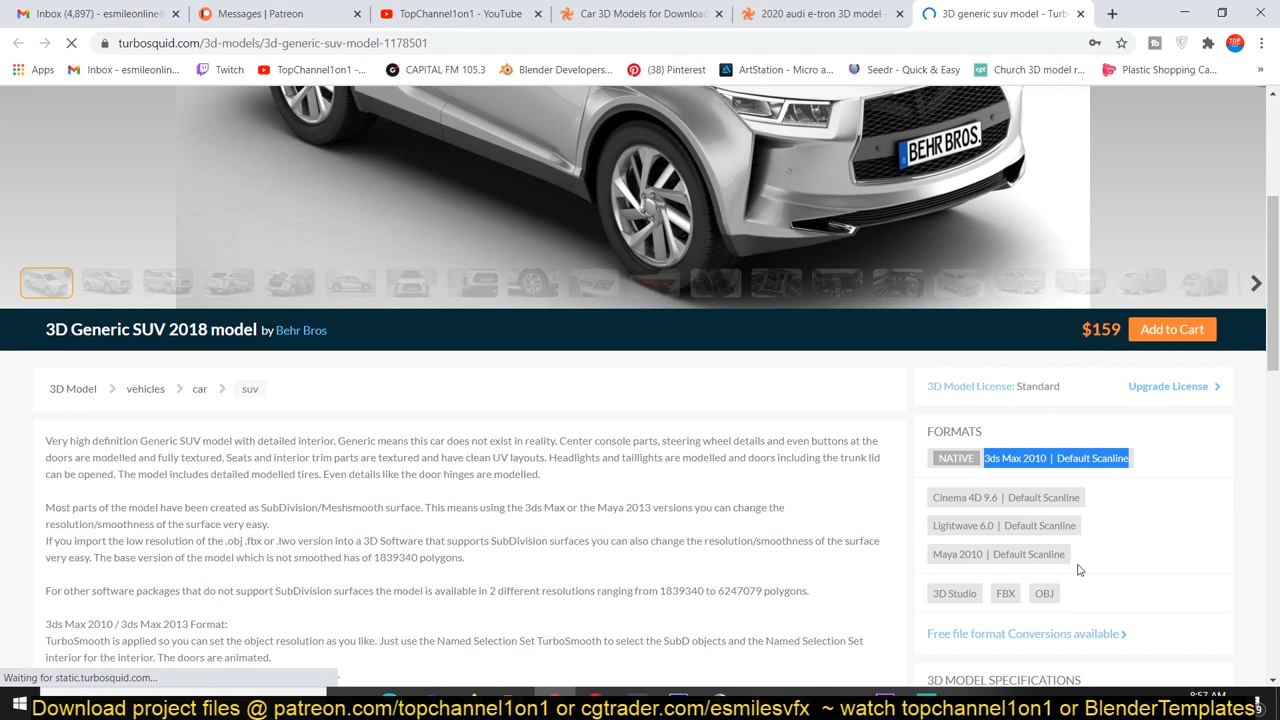 Inbox (4,897) - esmileonline@
Messages | Patreon
TopChannel1on1 - YouTube
Car 3D Models for Download
2020 audi e-tron 3D model -
3D generic suv model - Turb
turbosquid.com/3d-models/3d-generic-suv-model-1178501
Apps
Inbox - esmileonlin...
Twitch
TopChannel1on1 -...
CAPITAL FM 105.3
Blender Developers...
(38) Pinterest
ArtStation - Micro a...
Seedr - Quick & Easy
Church 3D model r...
Plastic Shopping Ca...
BEHR BROS.
3D Generic SUV 2018 model by Behr Bros
$159 Add to Cart
3D Model vehicles car suv
3D Model License: Standard Upgrade License
Very high definition Generic SUV model with detailed interior. Generic means this car does not exist in reality. Center console parts, steering wheel details and even buttons at the
doors are modelled and fully textured. Seats and interior trim parts are textured and have clean UV layouts. Headlights and taillights are modelled and doors including the trunk lid
can be opened. The model includes detailed modelled tires. Even details like the door hinges are modelled.
Most parts of the model have been created as SubDivision/Meshsmooth surface. This means using the 3ds Max or the Maya 2013 versions you can change the
resolution/smoothness of the surface very easy.
If you import the low resolution of the .obj .fbx or .lwo version into a 3D Software that supports SubDivision surfaces you can also change the resolution/smoothness of the surface
very easy. The base version of the model which is not smoothed has of 1839340 polygons.
For other software packages that do not support SubDivision surfaces the model is available in 2 different resolutions ranging from 1839340 to 6247079 polygons.
3ds Max 2010 / 3ds Max 2013 Format:
TurboSmooth is applied so you can set the object resolution as you like. Just use the Named Selection Set TurboSmooth to select the SubD objects and the Named Selection Set
interior for the interior. The doors are animated.
FORMATS
NATIVE 3ds Max 2010 | Default Scanline
Cinema 4D 9.6 | Default Scanline
Lightwave 6.0 | Default Scanline
Maya 2010 | Default Scanline
3D Studio FBX OBJ
Free file format Conversions available
3D MODEL SPECIFICATIONS
Waiting for static.turbosquid.com...
8:57 AM
Download project files @ patreon.com/topchannel1on1 or cgtrader.com/esmilesvfx ~ watch topchannel1on1 or BlenderTemplates